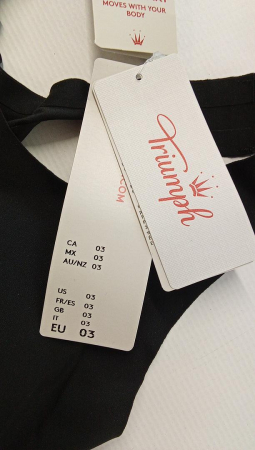 MOVES WITH YOUR
BODY
Triumph
.COM
CA 03
MX 03
AU/NZ 03
US 03
FR/ES 03
GB 03
IT 03
EU 03